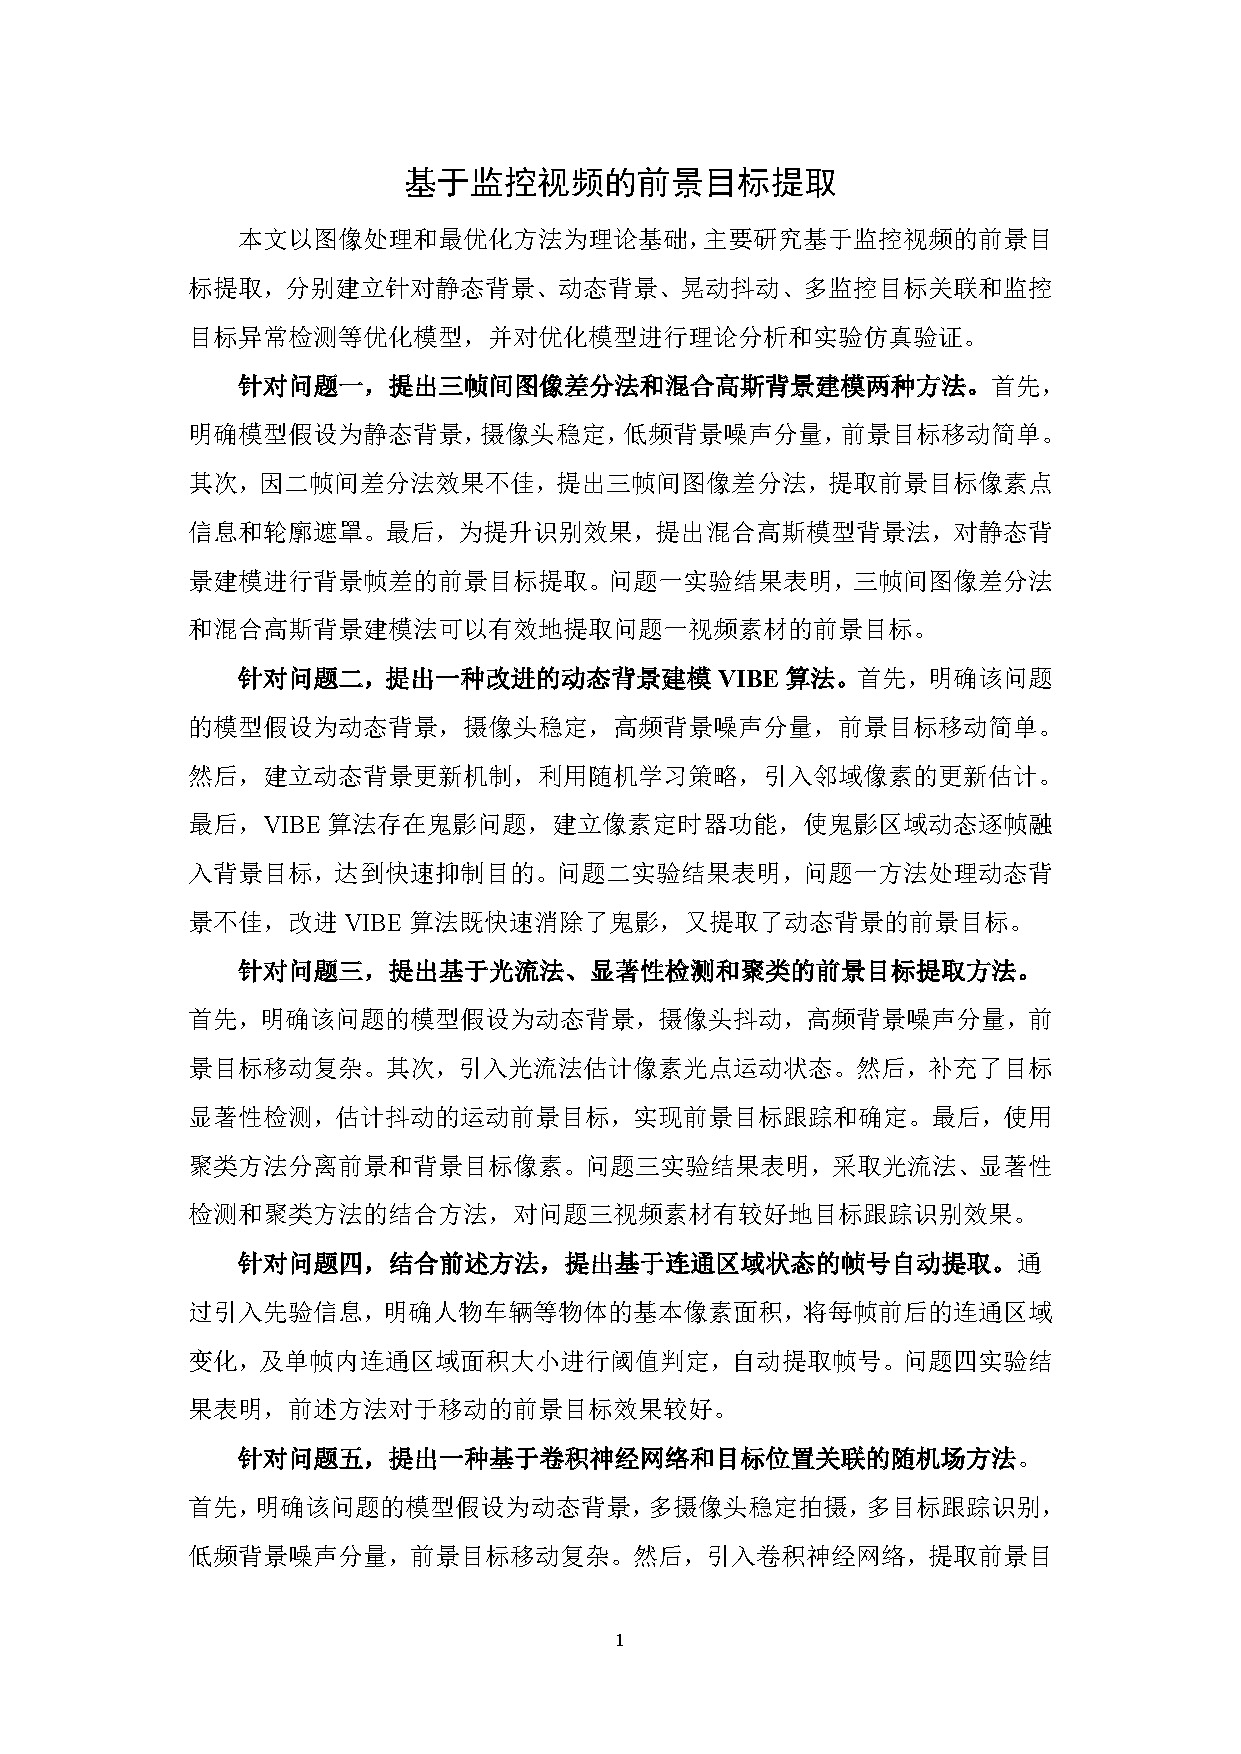 基于监控视频的前景目标提取
本文以图像处理和最优化方法为理论基础，主要研究基于监控视频的前景目
标提取，分别建立针对静态背景、动态背景、晃动抖动、多监控目标关联和监控
目标异常检测等优化模型，并对优化模型进行理论分析和实验仿真验证。
针对问题一，提出三帧间图像差分法和混合高斯背景建模两种方法。首先，
明确模型假设为静态背景，摄像头稳定，低频背景噪声分量，前景目标移动简单。
其次，因二帧间差分法效果不佳，提出三帧间图像差分法，提取前景目标像素点
信息和轮廓遮罩。最后，为提升识别效果，提出混合高斯模型背景法，对静态背
景建模进行背景帧差的前景目标提取。问题一实验结果表明，三帧间图像差分法
和混合高斯背景建模法可以有效地提取问题一视频素材的前景目标。
针对问题二，提出一种改进的动态背景建模 VIBE 算法。首先，明确该问题
的模型假设为动态背景，摄像头稳定，高频背景噪声分量，前景目标移动简单。
然后，建立动态背景更新机制，利用随机学习策略，引入邻域像素的更新估计。
最后，VIBE 算法存在鬼影问题，建立像素定时器功能，使鬼影区域动态逐帧融
入背景目标，达到快速抑制目的。问题二实验结果表明，问题一方法处理动态背
景不佳，改进 VIBE 算法既快速消除了鬼影，又提取了动态背景的前景目标。
针对问题三，提出基于光流法、显著性检测和聚类的前景目标提取方法。
首先，明确该问题的模型假设为动态背景，摄像头抖动，高频背景噪声分量，前
景目标移动复杂。其次，引入光流法估计像素光点运动状态。然后，补充了目标
显著性检测，估计抖动的运动前景目标，实现前景目标跟踪和确定。最后，使用
聚类方法分离前景和背景目标像素。问题三实验结果表明，采取光流法、显著性
检测和聚类方法的结合方法，对问题三视频素材有较好地目标跟踪识别效果。
针对问题四，结合前述方法，提出基于连通区域状态的帧号自动提取。通
过引入先验信息，明确人物车辆等物体的基本像素面积，将每帧前后的连通区域
变化，及单帧内连通区域面积大小进行阈值判定，自动提取帧号。问题四实验结
果表明，前述方法对于移动的前景目标效果较好。
针对问题五，提出一种基于卷积神经网络和目标位置关联的随机场方法。
首先，明确该问题的模型假设为动态背景，多摄像头稳定拍摄，多目标跟踪识别，
低频背景噪声分量，前景目标移动复杂。然后，引入卷积神经网络，提取前景目
1